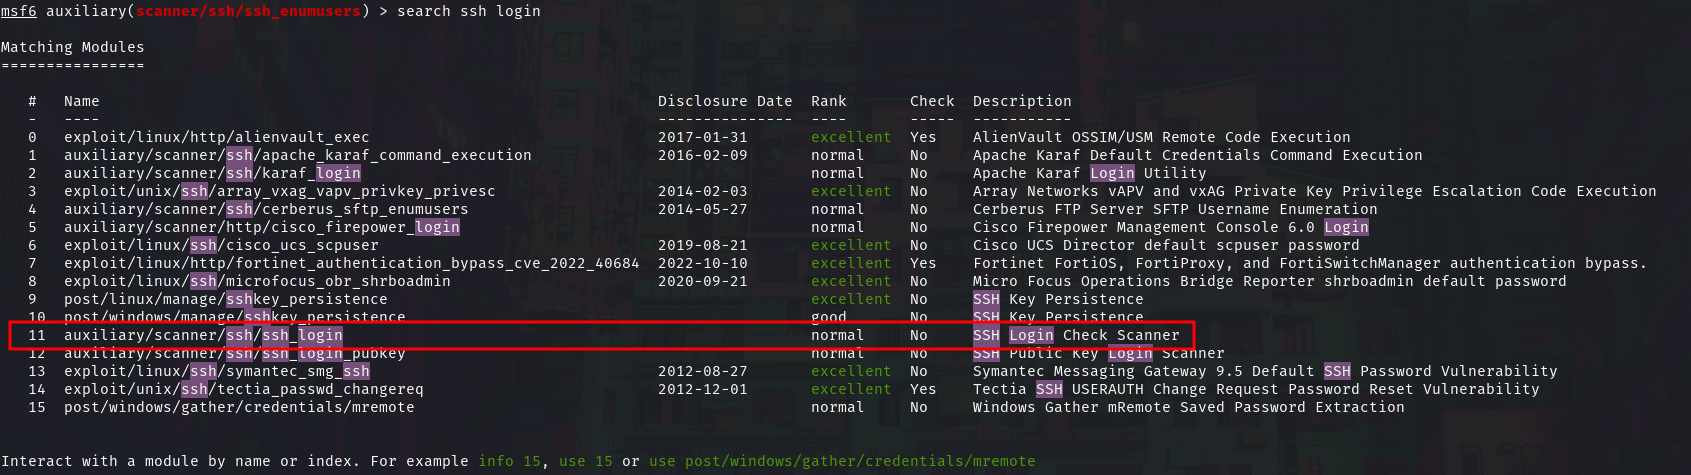 msf6 auxiliary(scanner/ssh/ssh_enumusers) > search ssh login
Matching Modules
================
# Name Disclosure Date Rank Check Description
- ---- --------------- ---- ----- -----------
0 exploit/linux/http/alienvault_exec 2017-01-31 excellent Yes AlienVault OSSIM/USM Remote Code Execution
1 auxiliary/scanner/ssh/apache_karaf_command_execution 2016-02-09 normal No Apache Karaf Default Credentials Command Execution
2 auxiliary/scanner/ssh/karaf_login normal No Apache Karaf Login Utility
3 exploit/unix/ssh/array_vxag_vapv_privkey_privesc 2014-02-03 excellent No Array Networks vAPV and vxAG Private Key Privilege Escalation Code Execution
4 auxiliary/scanner/ssh/cerberus_sftp_enumusers 2014-05-27 normal No Cerberus FTP Server SFTP Username Enumeration
5 auxiliary/scanner/http/cisco_firepower_login normal No Cisco Firepower Management Console 6.0 Login
6 exploit/linux/ssh/cisco_ucs_scpuser 2019-08-21 excellent No Cisco UCS Director default scpuser password
7 exploit/linux/http/fortinet_authentication_bypass_cve_2022_40684 2022-10-10 excellent Yes Fortinet FortiOS, FortiProxy, and FortiSwitchManager authentication bypass.
8 exploit/linux/ssh/microfocus_obr_shrboadmin 2020-09-21 excellent No Micro Focus Operations Bridge Reporter shrboadmin default password
9 post/linux/manage/sshkey_persistence excellent No SSH Key Persistence
10 post/windows/manage/sshkey_persistence good No SSH Key Persistence
11 auxiliary/scanner/ssh/ssh_login normal No SSH Login Check Scanner
12 auxiliary/scanner/ssh/ssh_login_pubkey normal No SSH Public Key Login Scanner
13 exploit/linux/ssh/symantec_smg_ssh 2012-08-27 excellent No Symantec Messaging Gateway 9.5 Default SSH Password Vulnerability
14 exploit/unix/ssh/tectia_passwd_changereq 2012-12-01 excellent Yes Tectia SSH USERAUTH Change Request Password Reset Vulnerability
15 post/windows/gather/credentials/mremote normal No Windows Gather mRemote Saved Password Extraction
Interact with a module by name or index. For example info 15, use 15 or use post/windows/gather/credentials/mremote